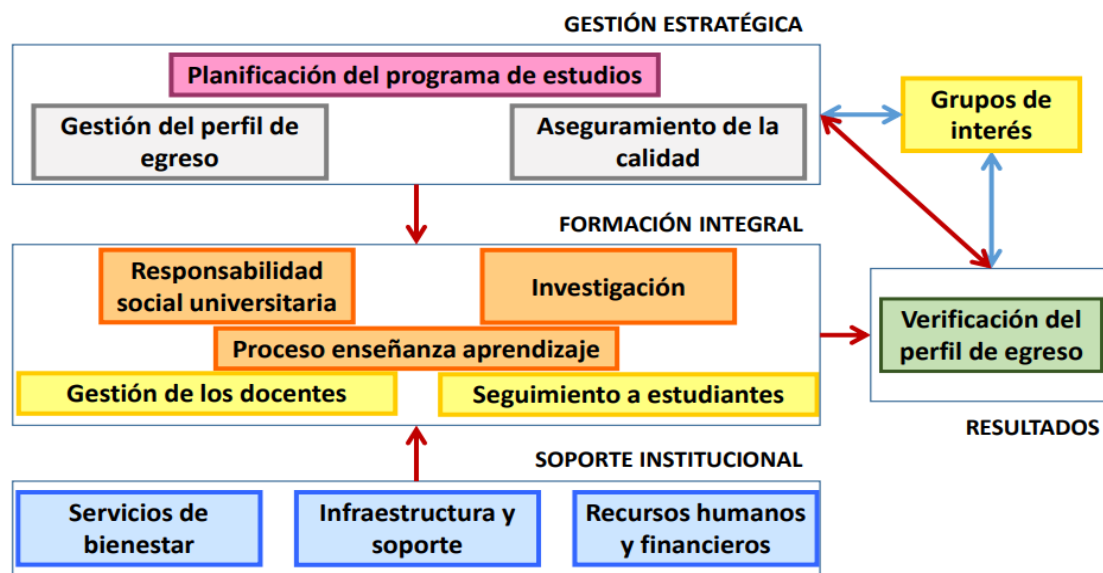 GESTIÓN ESTRATÉGICA
Planificación del programa de estudios
Gestión del perfil de
egreso
Aseguramiento de la
calidad
Grupos de
interés
FORMACIÓN INTEGRAL
Responsabilidad
social universitaria
Investigación
Proceso enseñanza aprendizaje
Gestión de los docentes
Seguimiento a estudiantes
Verificación del
perfil de egreso
RESULTADOS
SOPORTE INSTITUCIONAL
Servicios de
bienestar
Infraestructura y
soporte
Recursos humanos
y financieros